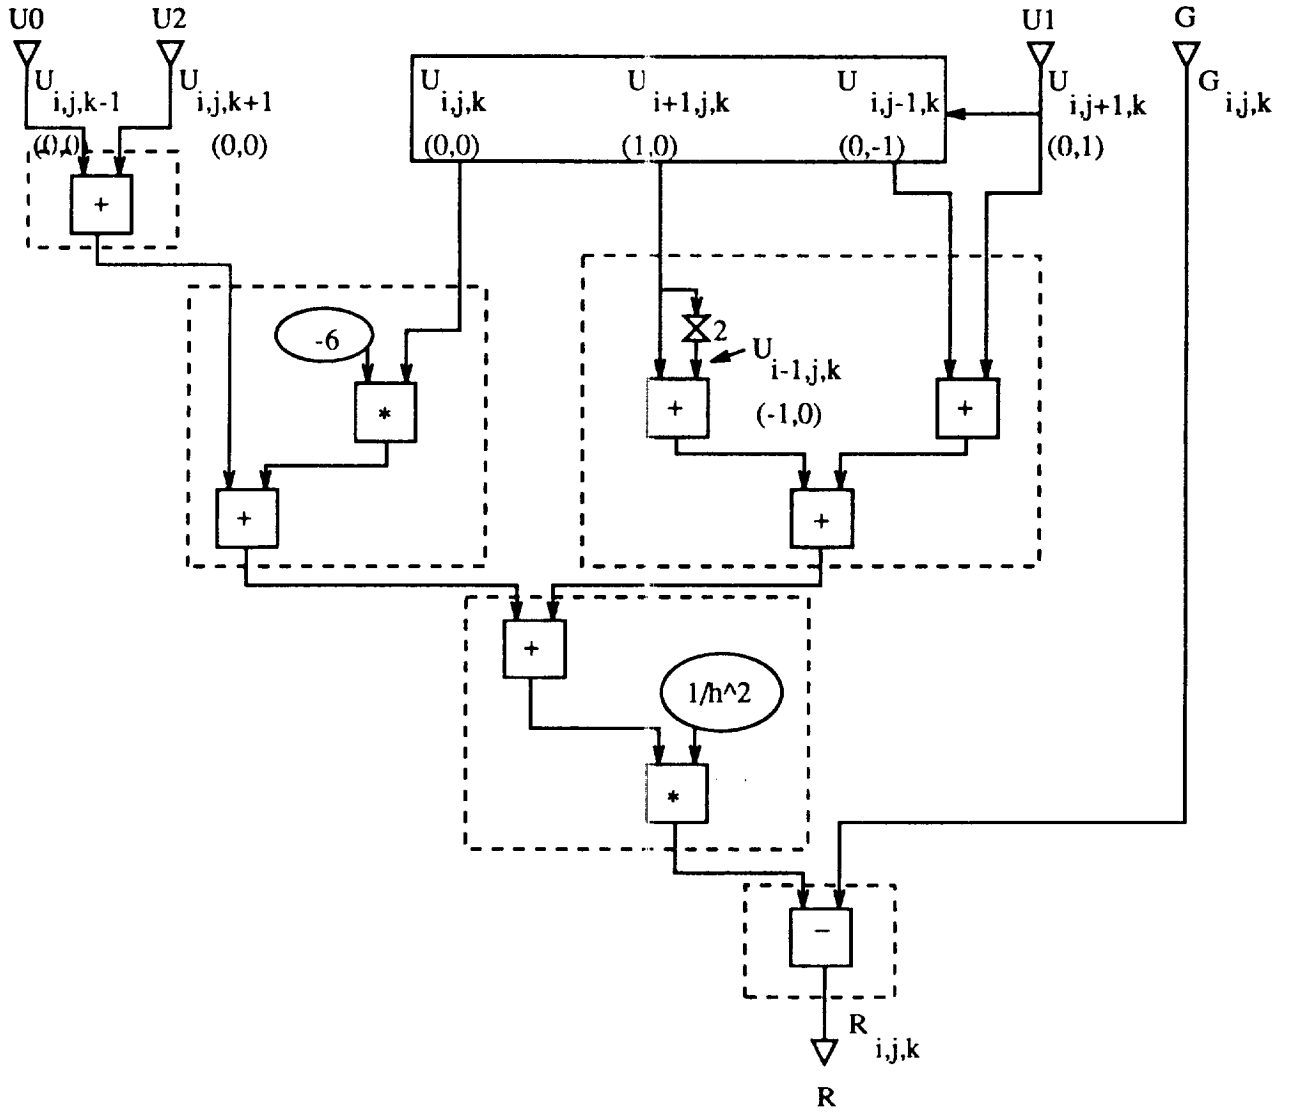 U0 U2 U1 G
U i,j,k-1 U i,j,k+1 U i,j,k U i+1,j,k U i,j-1,k U i,j+1,k G i,j,k
(0,0) (0,0) (0,0) (1,0) (0,-1) (0,1)
+
-6 2 U i-1,j,k
* + (-1,0) +
+ +
+
1/h^2
*
−
R i,j,k
R